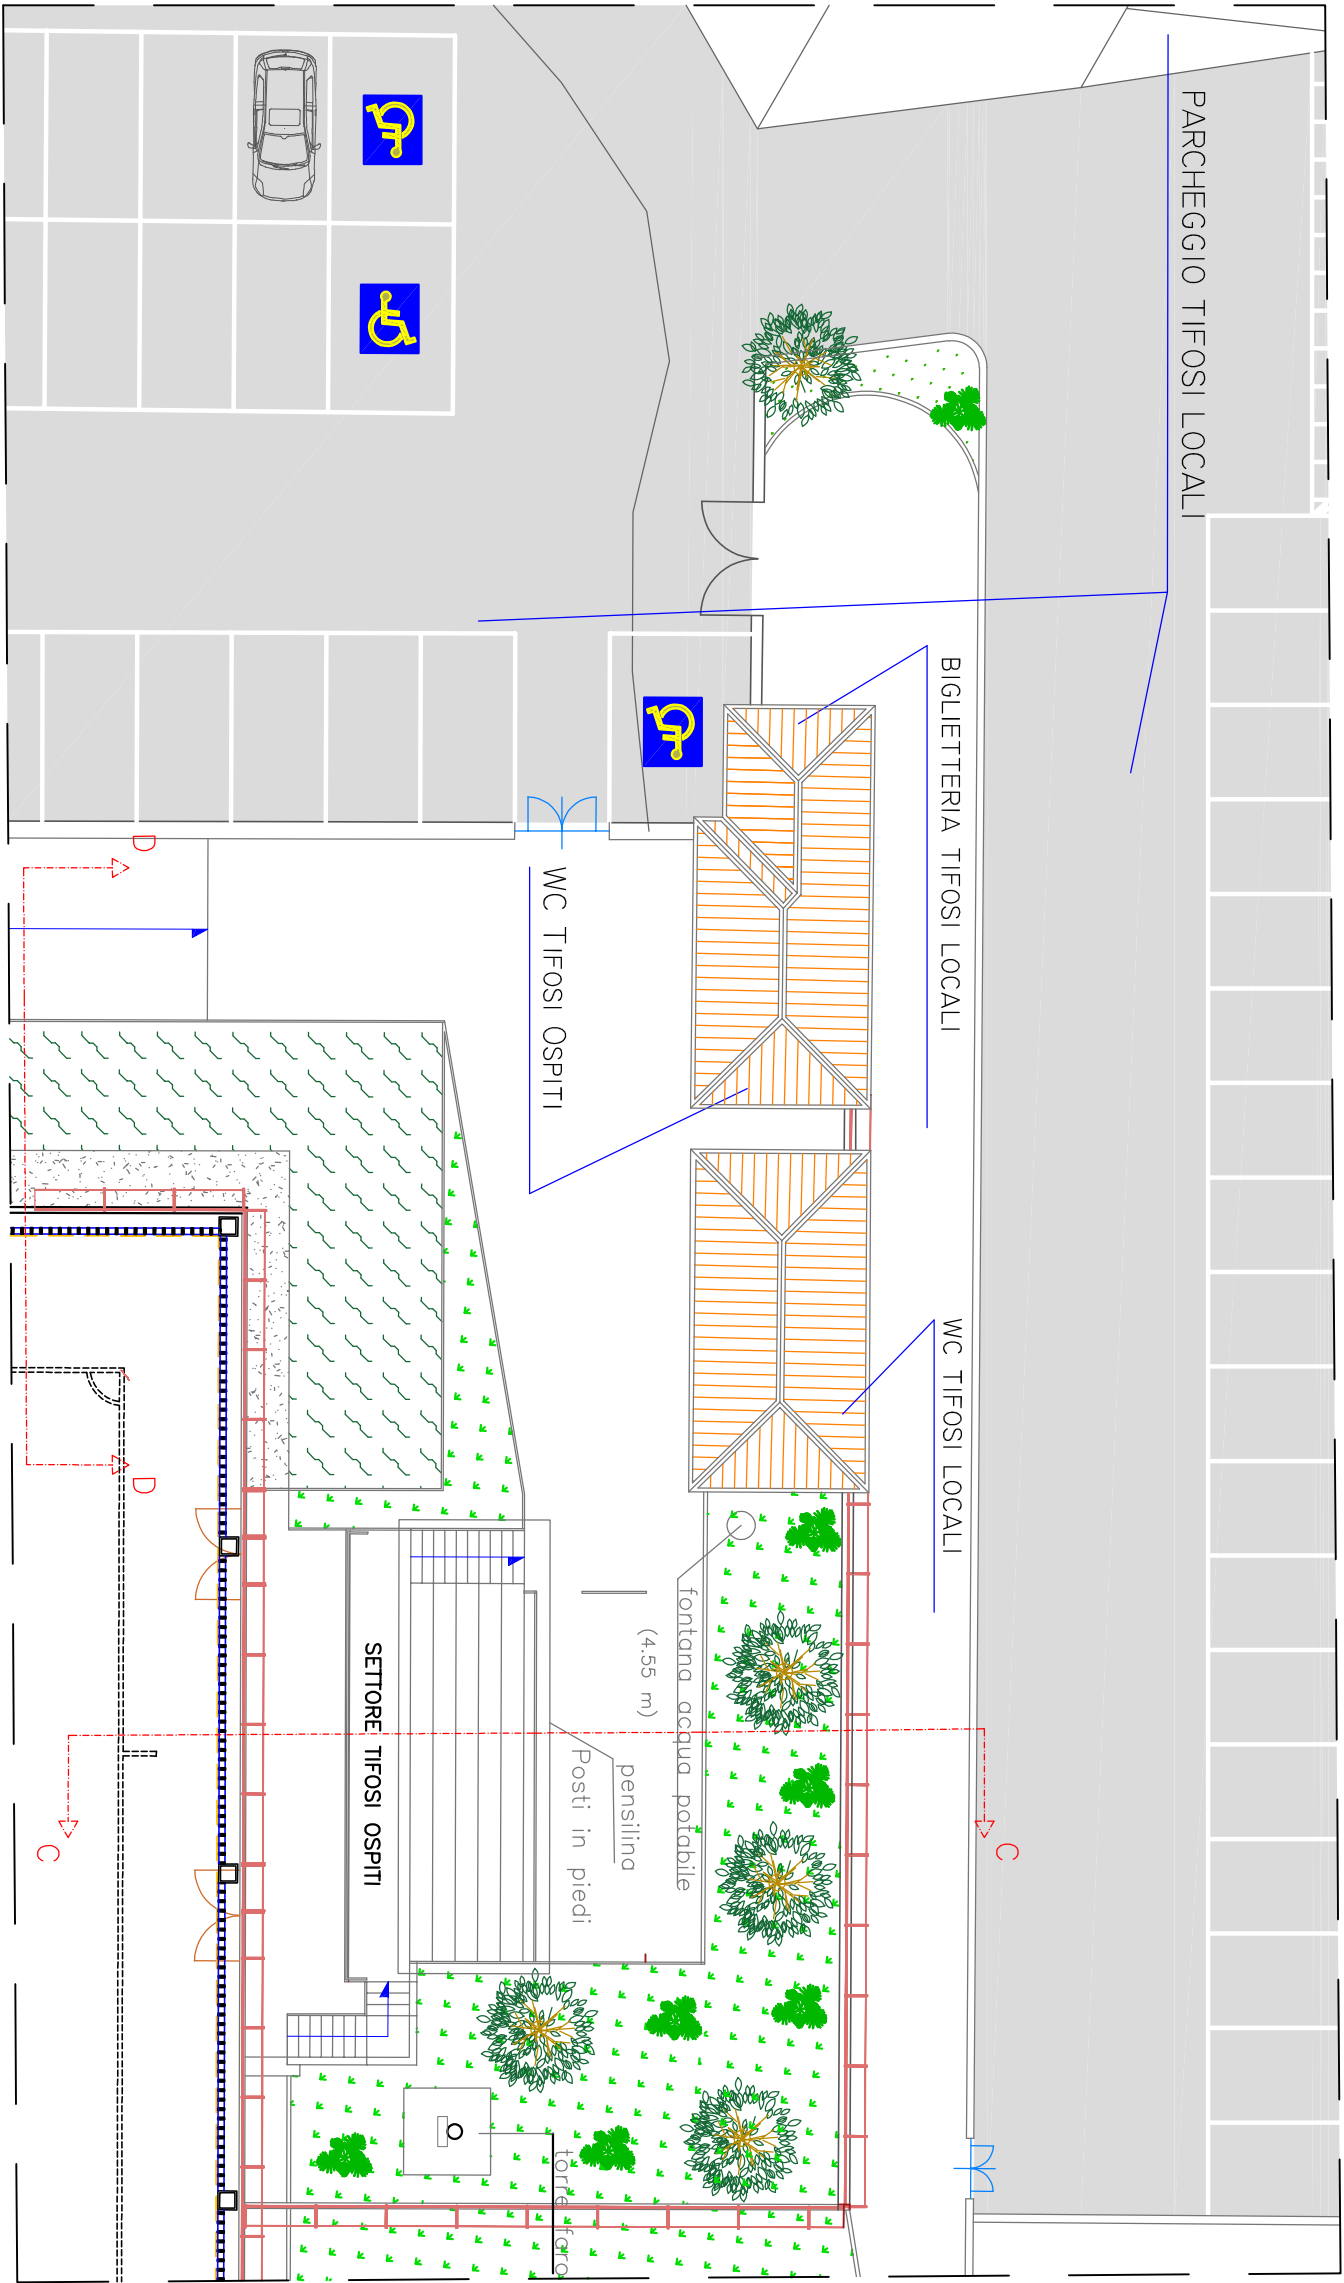 PARCHEGGIO TIFOSI LOCALI
BIGLIETTERIA TIFOSI LOCALI
WC TIFOSI LOCALI
WC TIFOSI OSPITI
fontana acqua potabile
(4.55 m)
pensilina
Posti in piedi
SETTORE TIFOSI OSPITI
torre faro
D
D
C
C